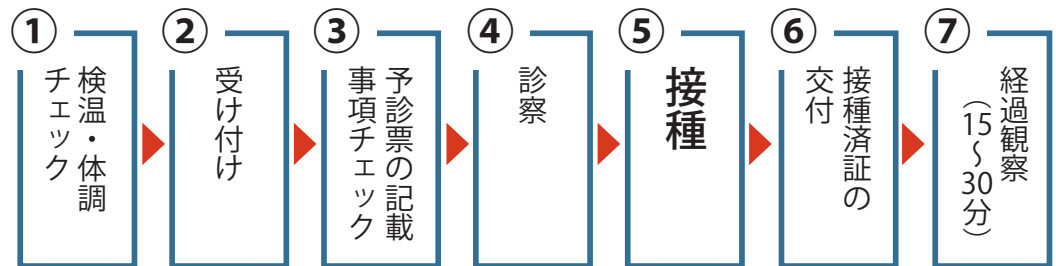 ①
検温・体調
チェック
②
受け付け
③
予診票の記載
事項チェック
④
診察
⑤
接種
⑥
接種済証の
交付
⑦
経過観察
（15〜30分）